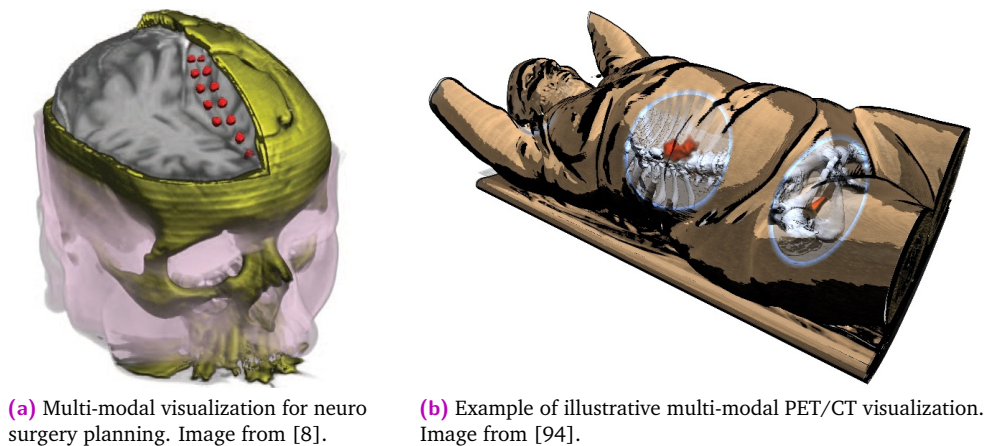 (a) Multi-modal visualization for neuro
surgery planning. Image from [8].
(b) Example of illustrative multi-modal PET/CT visualization.
Image from [94].